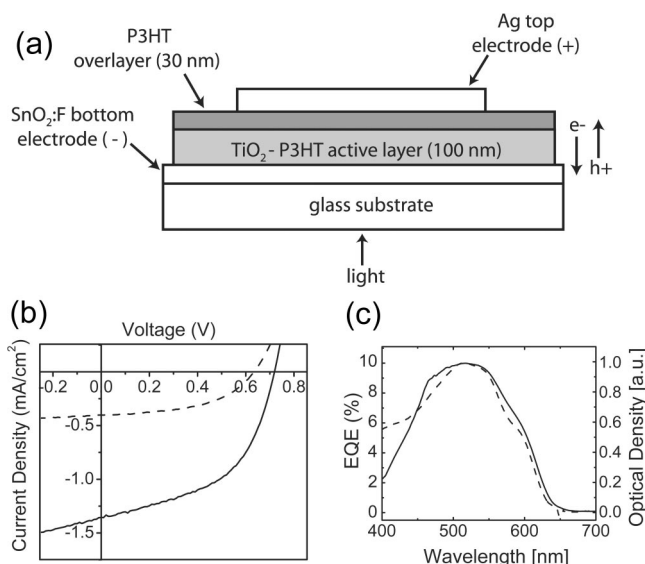 (a)
P3HT
overlayer (30 nm)
Ag top
electrode (+)
SnO₂:F bottom
electrode ( - )
TiO₂ - P3HT active layer (100 nm)
e-
h+
glass substrate
light
(b)
Voltage (V)
0.0 0.2 0.4 0.6 0.8
-0.5
-1.0
-1.5
Current Density (mA/cm²)
(c)
10
8
6
4
2
0
EQE (%)
1.0
0.8
0.6
0.4
0.2
0.0
Optical Density [a.u.]
400 500 600 700
Wavelength [nm]